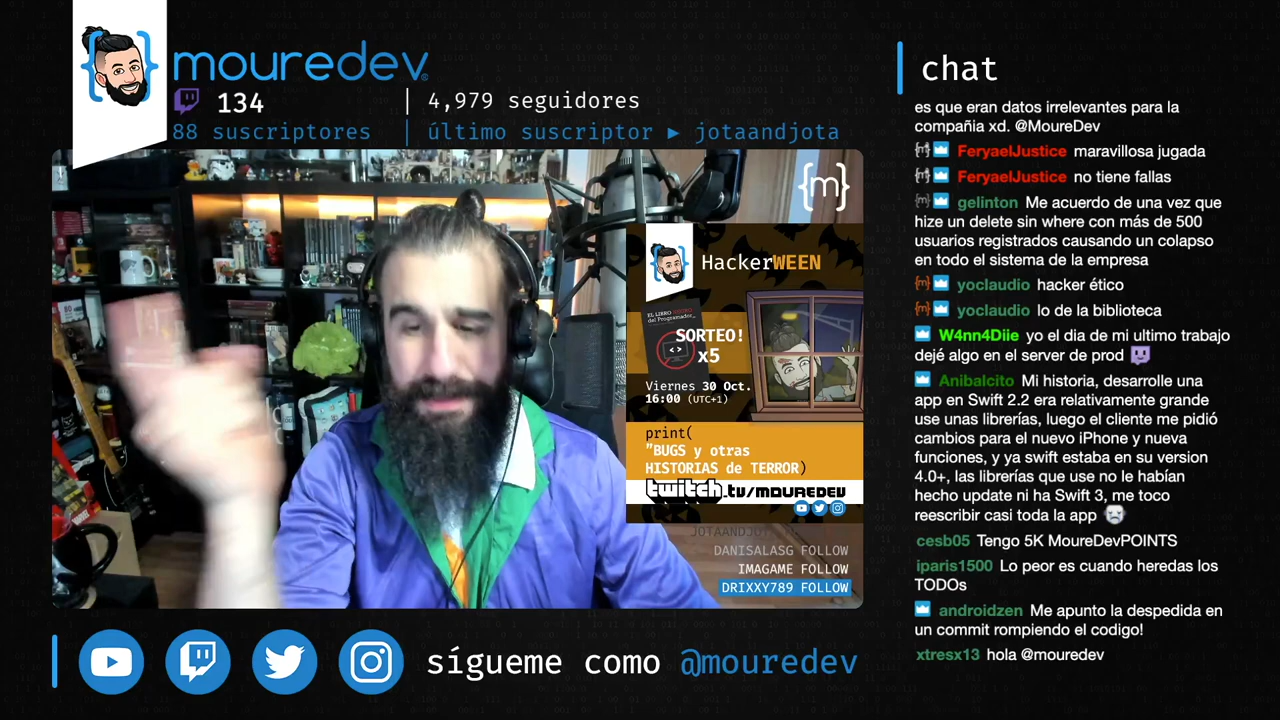 mouredev®
134 | 4,979 seguidores
88 suscriptores | último suscriptor ▶ jotaandjota
{m}
HackerWEEN
EL LIBRO NEGRO
del Programador_
SORTEO!
x5
Viernes 30 Oct.
16:00 (UTC+1)
print(
"BUGS y otras
HISTORIAS de TERROR)
twitch.tv/MOUREDEV
DANISALASG FOLLOW
IMAGAME FOLLOW
DRIXXY789 FOLLOW
sígueme como @mouredev
chat
es que eran datos irrelevantes para la
compañia xd. @MoureDev
FeryaelJustice maravillosa jugada
FeryaelJustice no tiene fallas
gelinton Me acuerdo de una vez que
hize un delete sin where con más de 500
usuarios registrados causando un colapso
en todo el sistema de la empresa
yoclaudio hacker ético
yoclaudio lo de la biblioteca
W4nn4Diie yo el dia de mi ultimo trabajo
dejé algo en el server de prod
Anibalcito Mi historia, desarrolle una
app en Swift 2.2 era relativamente grande
use unas librerías, luego el cliente me pidió
cambios para el nuevo iPhone y nueva
funciones, y ya swift estaba en su version
4.0+, las librerías que use no le habían
hecho update ni ha Swift 3, me toco
reescribir casi toda la app
cesb05 Tengo 5K MoureDevPOINTS
iparis1500 Lo peor es cuando heredas los
TODOs
androidzen Me apunto la despedida en
un commit rompiendo el codigo!
xtresx13 hola @mouredev